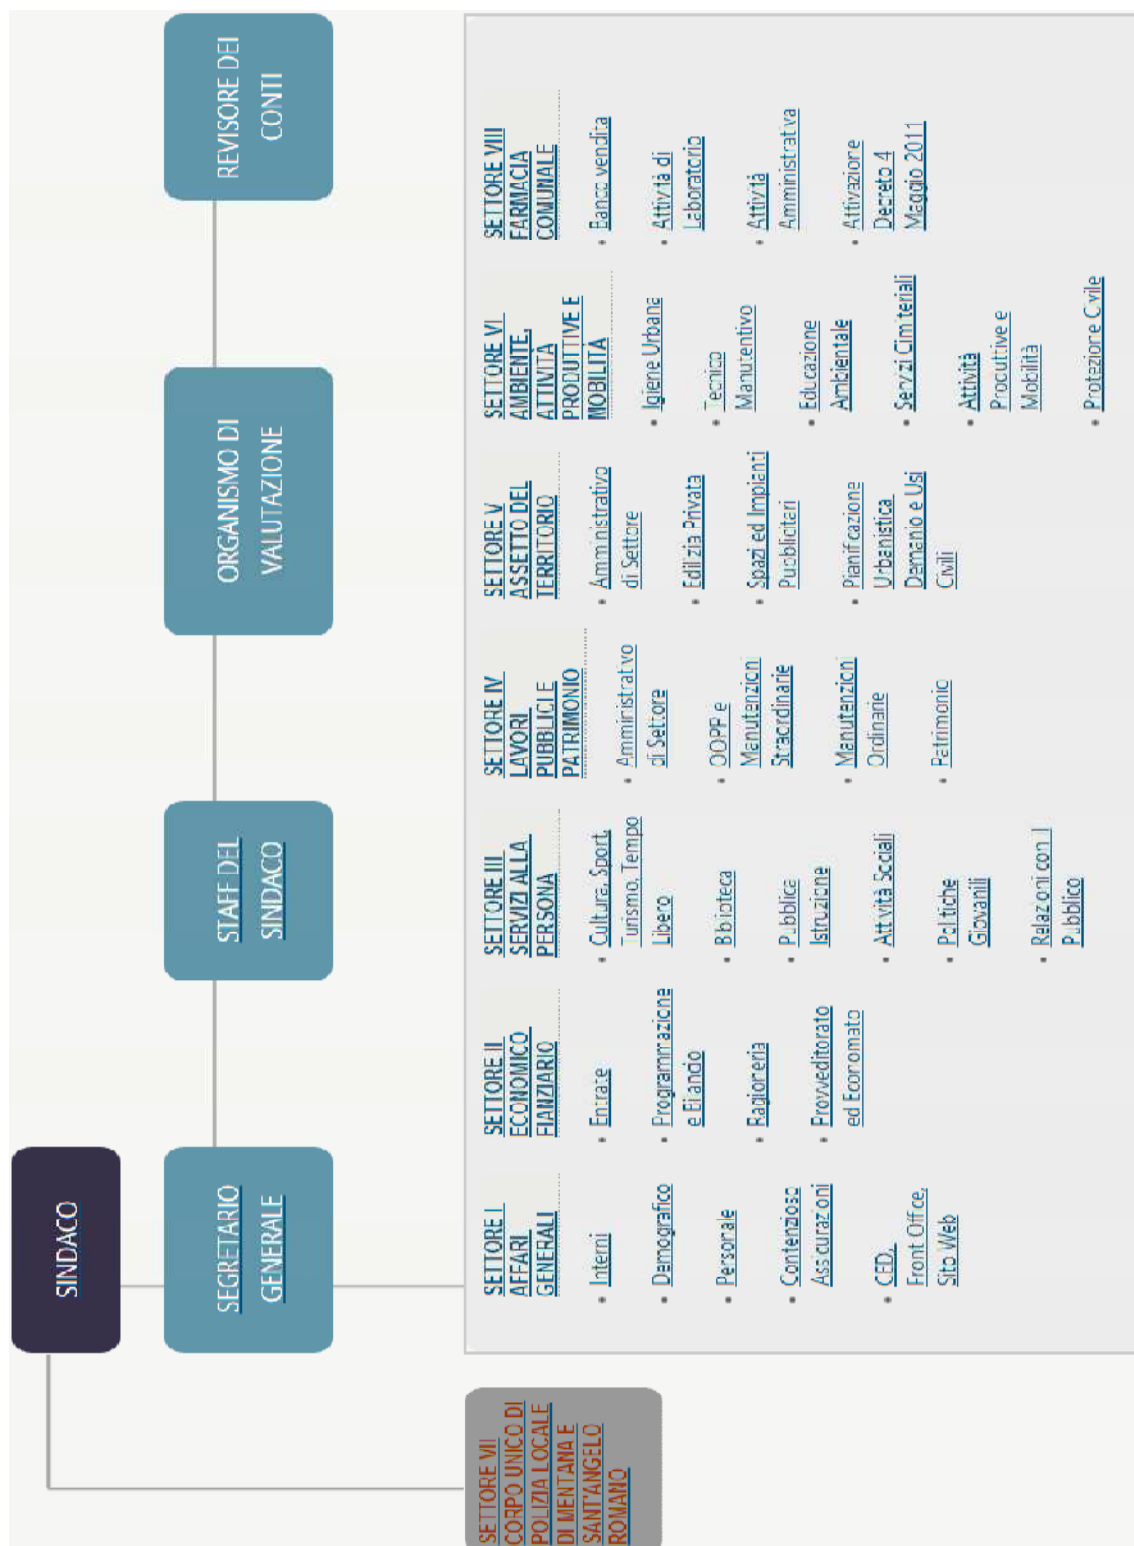 SINDACO
SEGRETARIO
GENERALE
STAFF DEL
SINDACO
ORGANISMO DI
VALUTAZIONE
REVISORE DEI
CONTI
SETTORE VII
CORPO UNICO DI
POLIZIA LOCALE
DI MENTANA E
SANT'ANGELO
ROMANO
SETTORE I
AFFARI
GENERALI
• Interni
• Demografico
• Personale
• Contenzioso
Assicurazioni
• CED,
Front Office,
Sito Web
SETTORE II
ECONOMICO
FIANZIARIO
• Entrate
• Programmazione
e Bilancio
• Ragioneria
• Provveditorato
ed Economato
SETTORE III
SERVIZI ALLA
PERSONA
• Cultura, Sport,
Turismo, Tempo
Libero
• Biblioteca
• Pubblica
Istruzione
• Attività Sociali
• Politiche
Giovanili
• Relazioni con il
Pubblico
SETTORE IV
LAVORI
PUBBLICI E
PATRIMONIO
• Amministrativo
di Settore
• OOPP e
Manutenzioni
Straordinarie
• Manutenzioni
Ordinarie
• Patrimonio
SETTORE V
ASSETTO DEL
TERRITORIO
• Amministrativo
di Settore
• Edilizia Privata
• Spazi ed Impianti
Pubblicitari
• Pianificazione
Urbanistica
Demanio e Usi
Civili
SETTORE VI
AMBIENTE,
ATTIVITÀ
PRODUTTIVE E
MOBILITÀ
• Igiene Urbana
• Tecnico
Manutentivo
• Educazione
Ambientale
• Servizi Cimiteriali
• Attività
Produttive e
Mobilità
• Protezione Civile
SETTORE VIII
FARMACIA
COMUNALE
• Banco vendita
• Attività di
Laboratorio
• Attività
Amministrativa
• Attivazione
Decreto 4
Maggio 2011